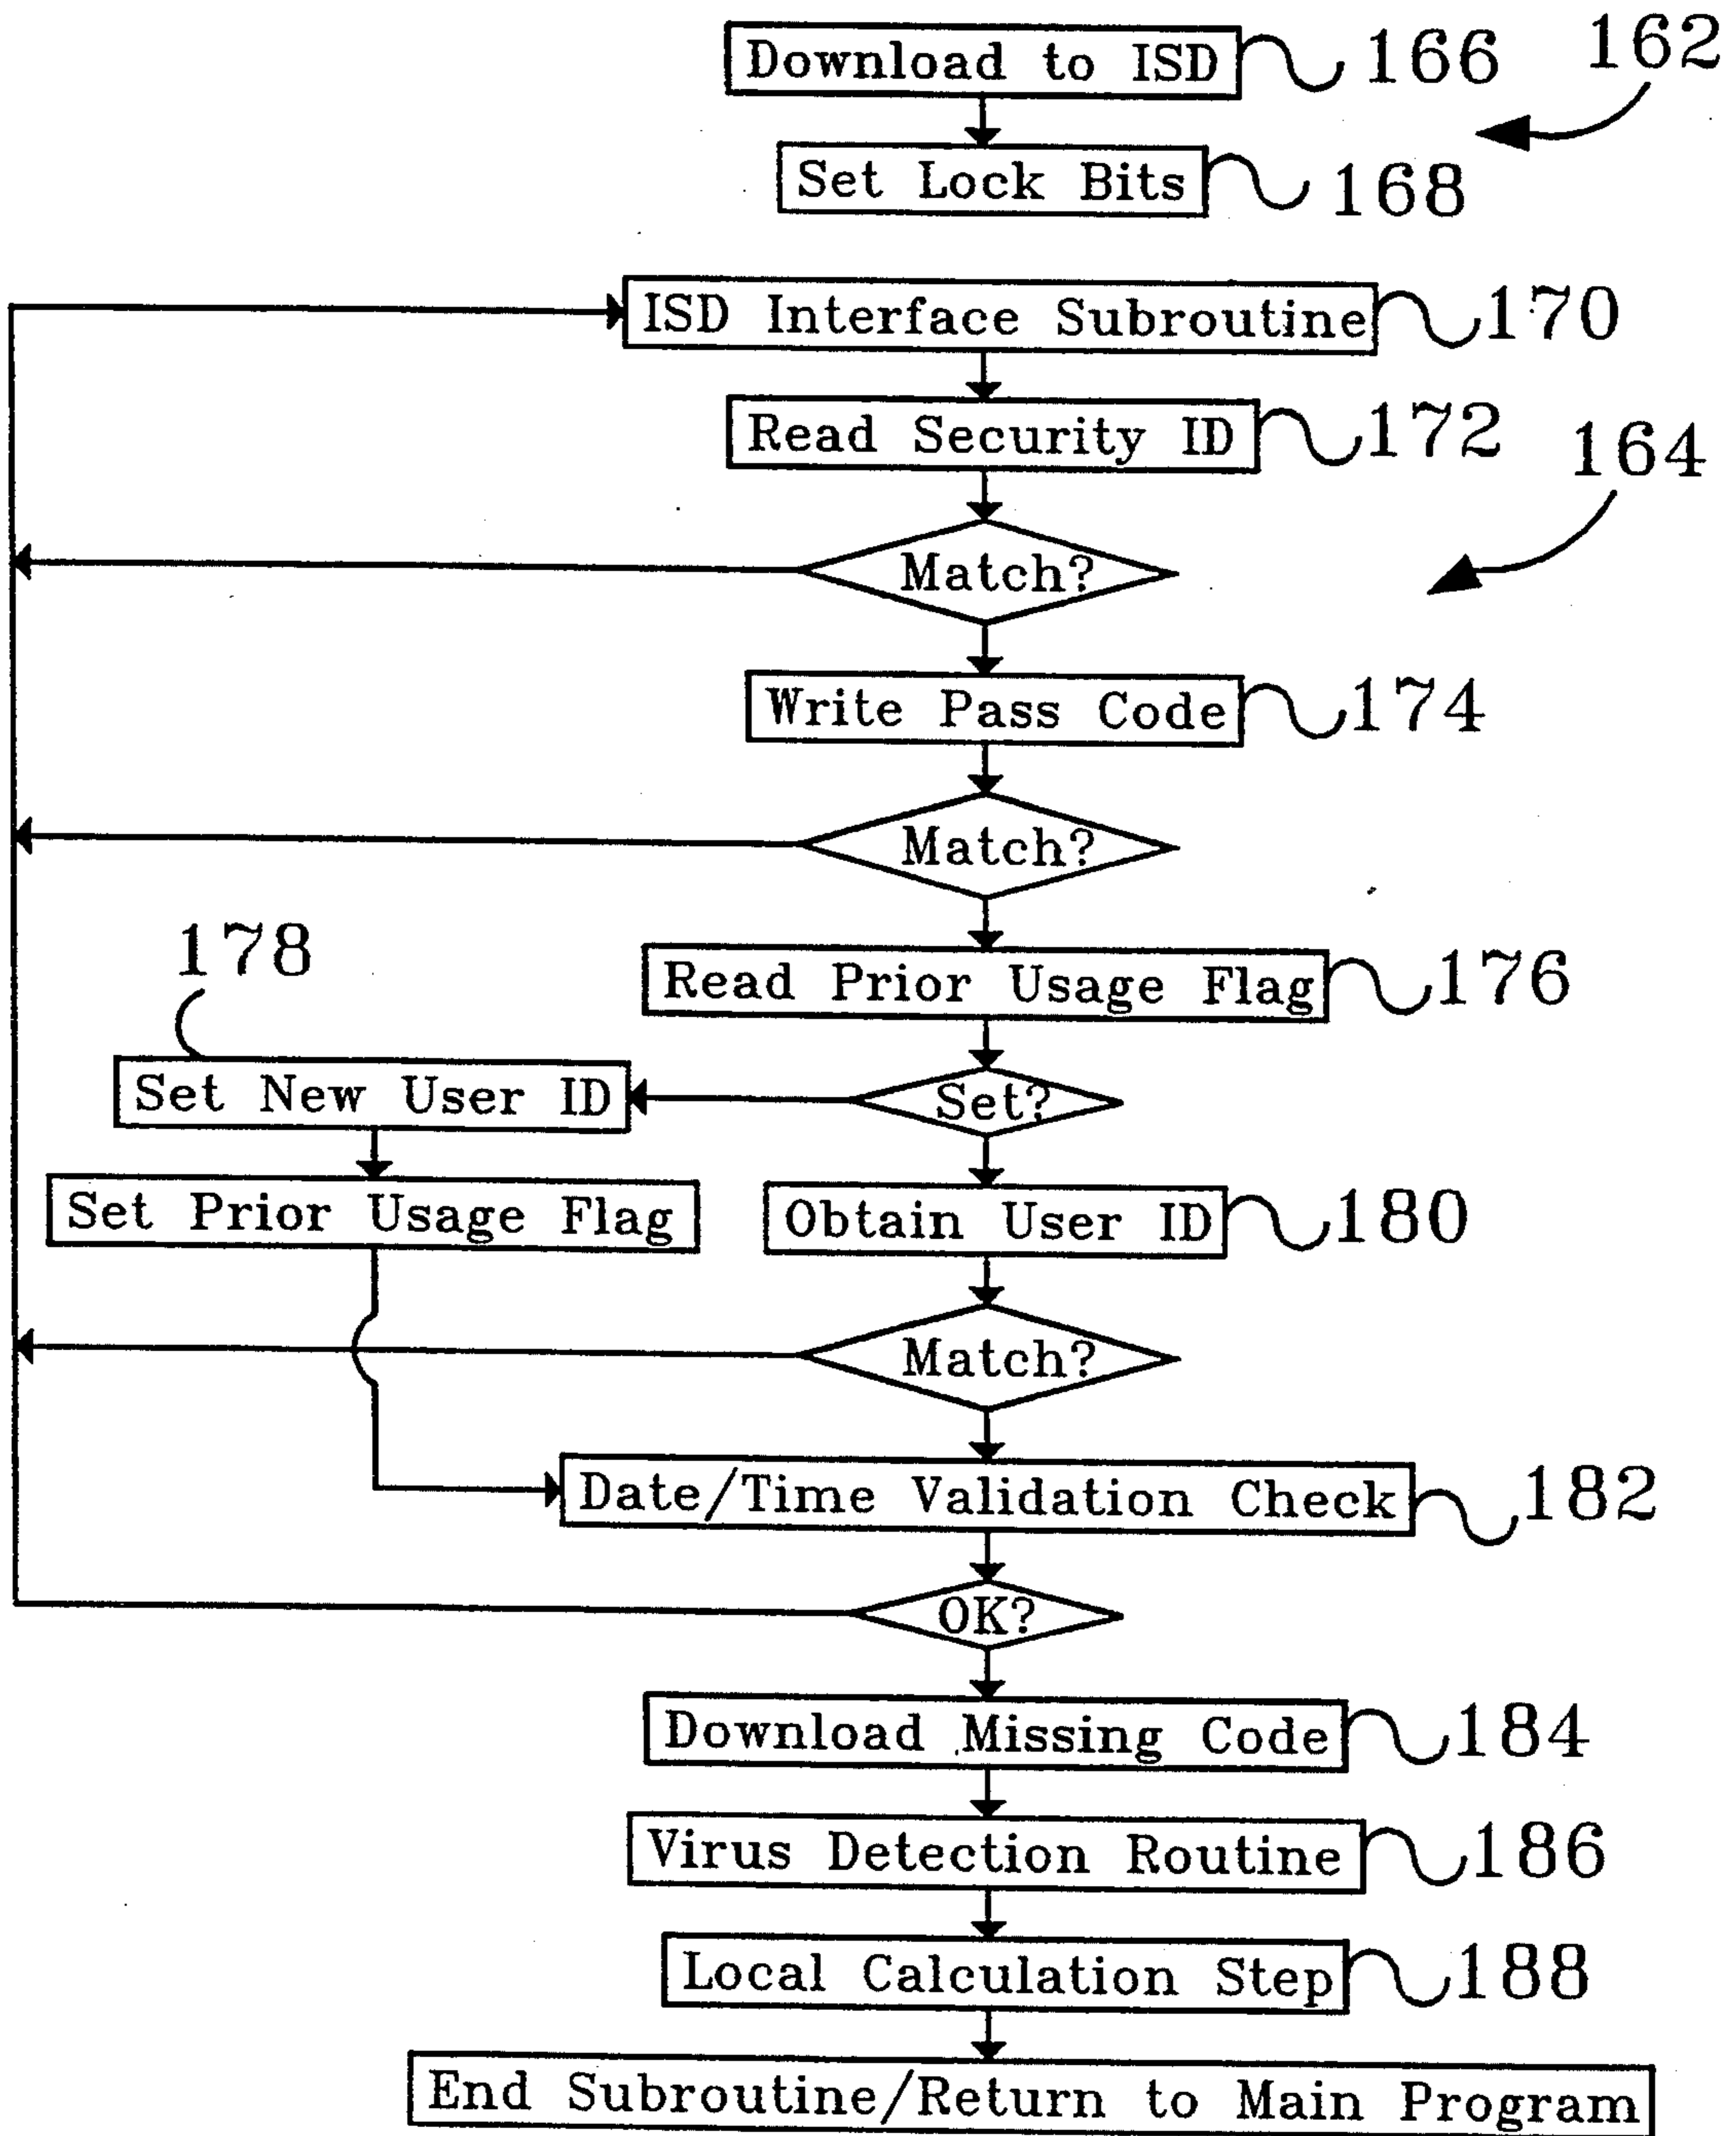 Download to ISD 166 162
Set Lock Bits 168
ISD Interface Subroutine 170
Read Security ID 172
164
Match?
Write Pass Code 174
Match?
178
Read Prior Usage Flag 176
Set New User ID Set?
Set Prior Usage Flag Obtain User ID 180
Match?
Date/Time Validation Check 182
OK?
Download Missing Code 184
Virus Detection Routine 186
Local Calculation Step 188
End Subroutine/Return to Main Program